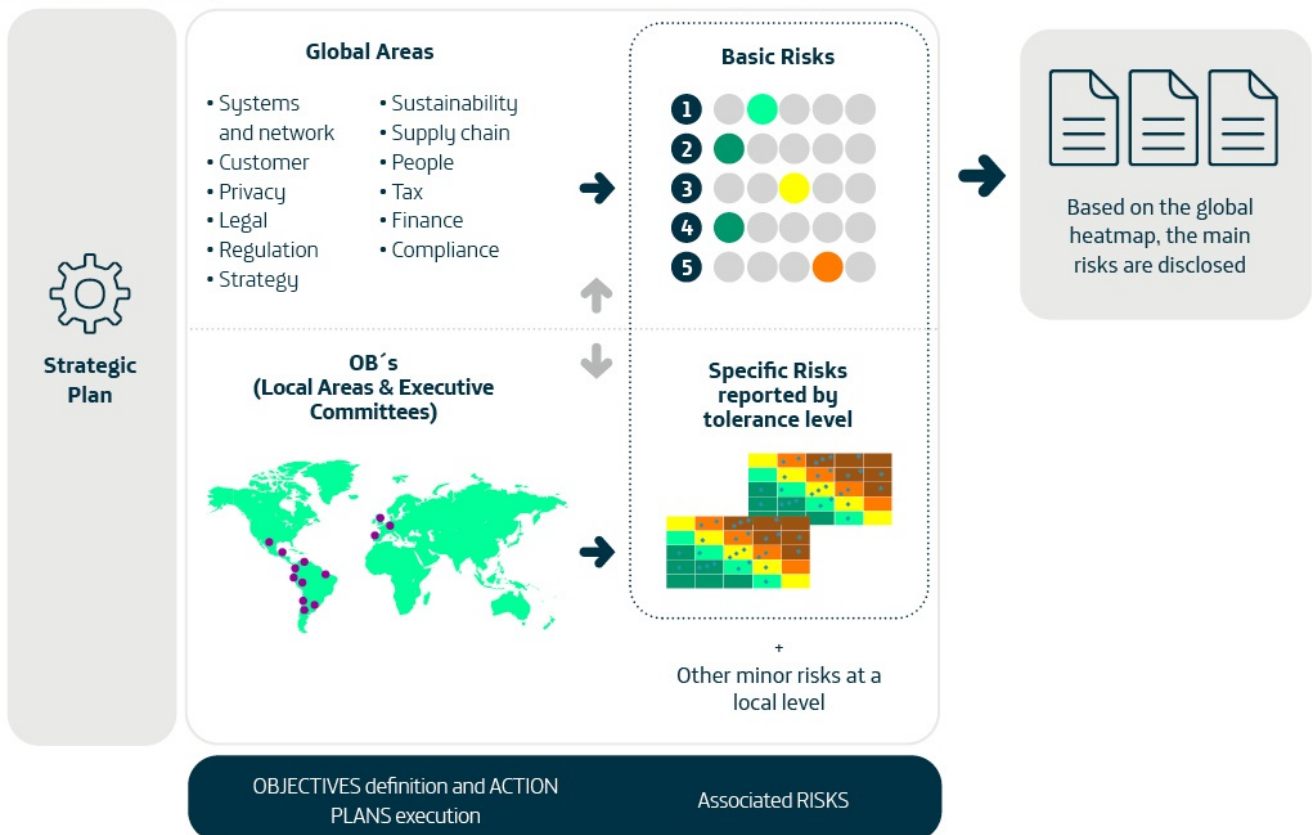 Strategic
Plan
Global Areas
• Systems
and network
• Customer
• Privacy
• Legal
• Regulation
• Strategy
• Sustainability
• Supply chain
• People
• Tax
• Finance
• Compliance
Basic Risks
1
2
3
4
5
Based on the global
heatmap, the main
risks are disclosed
OB´s
(Local Areas & Executive
Committees)
Specific Risks
reported by
tolerance level
+
Other minor risks at a
local level
OBJECTIVES definition and ACTION
PLANS execution
Associated RISKS